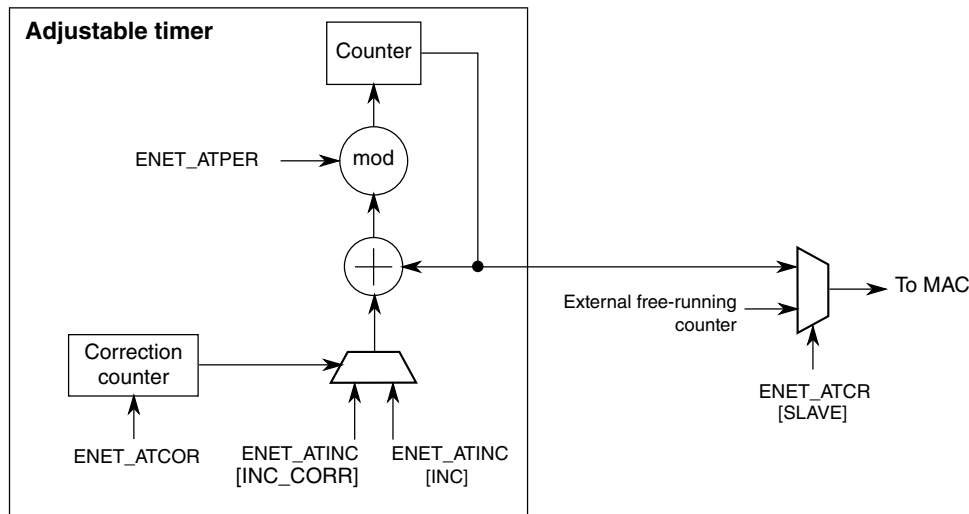 Adjustable timer
Counter
ENET_ATPER
mod
To MAC
External free-running
counter
Correction
counter
ENET_ATCR
[SLAVE]
ENET_ATCOR
ENET_ATINC
[INC_CORR]
ENET_ATINC
[INC]